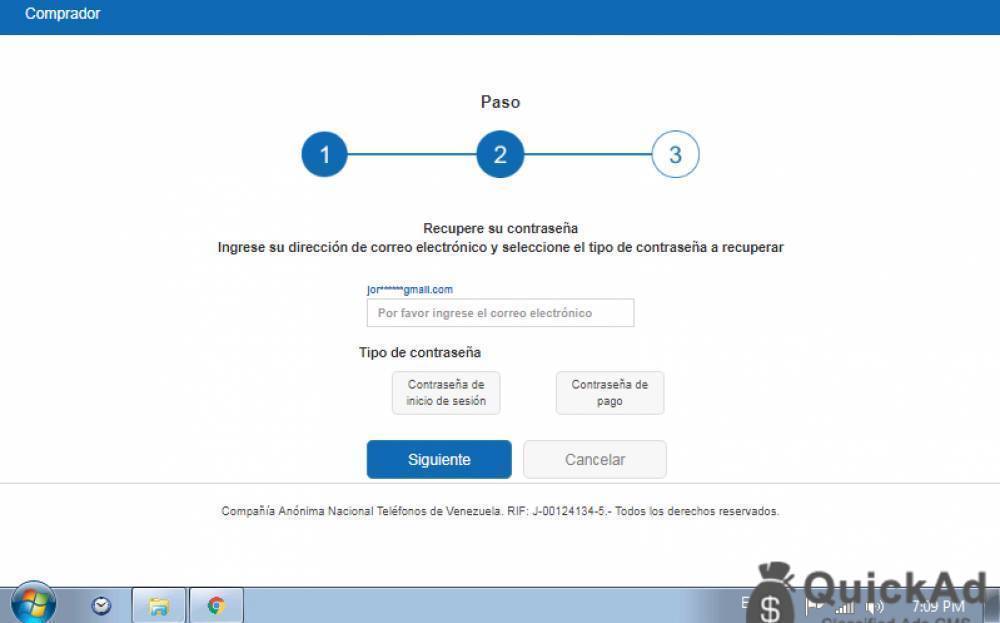 Comprador
Paso
1
2
3
Recupere su contraseña
Ingrese su dirección de correo electrónico y seleccione el tipo de contraseña a recuperar
jor******gmail.com
Por favor ingrese el correo electrónico
Tipo de contraseña
Contraseña de
inicio de sesión
Contraseña de
pago
Siguiente
Cancelar
Compañía Anónima Nacional Teléfonos de Venezuela. RIF: J-00124134-5.- Todos los derechos reservados.
QuickAd
7:09 PM
Classified Ads CMS